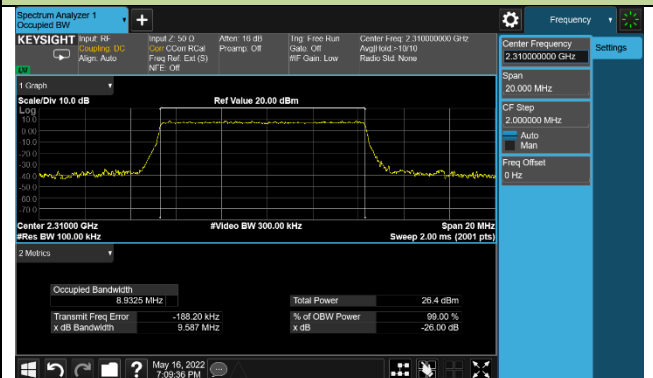 Spectrum Analyzer 1
Occupied BW
Frequency
KEYSIGHT
Input: RF
Coupling: DC
Align: Auto
Input Z: 50 Ω
Corr CCorr RCal
Freq Ref: Ext (S)
NFE: Off
Atten: 16 dB
Preamp: Off
Trig: Free Run
Gate: Off
#IF Gain: Low
Center Freq: 2.310000000 GHz
Avg|Hold:>10/10
Radio Std: None
LXI
Center Frequency
2.310000000 GHz
Settings
Span
20.000 MHz
CF Step
2.000000 MHz
Auto
Man
Freq Offset
0 Hz
1 Graph
Scale/Div 10.0 dB
Ref Value 20.00 dBm
Log
10.0
0.00
-10.0
-20.0
-30.0
-40.0
-50.0
-60.0
-70.0
Center 2.31000 GHz
#Video BW 300.00 kHz
Span 20 MHz
#Res BW 100.00 kHz
Sweep 2.00 ms (2001 pts)
2 Metrics
Occupied Bandwidth
8.9325 MHz
Total Power
26.4 dBm
Transmit Freq Error
-188.20 kHz
% of OBW Power
99.00 %
x dB Bandwidth
9.587 MHz
x dB
-26.00 dB
?
May 16, 2022
7:09:36 PM